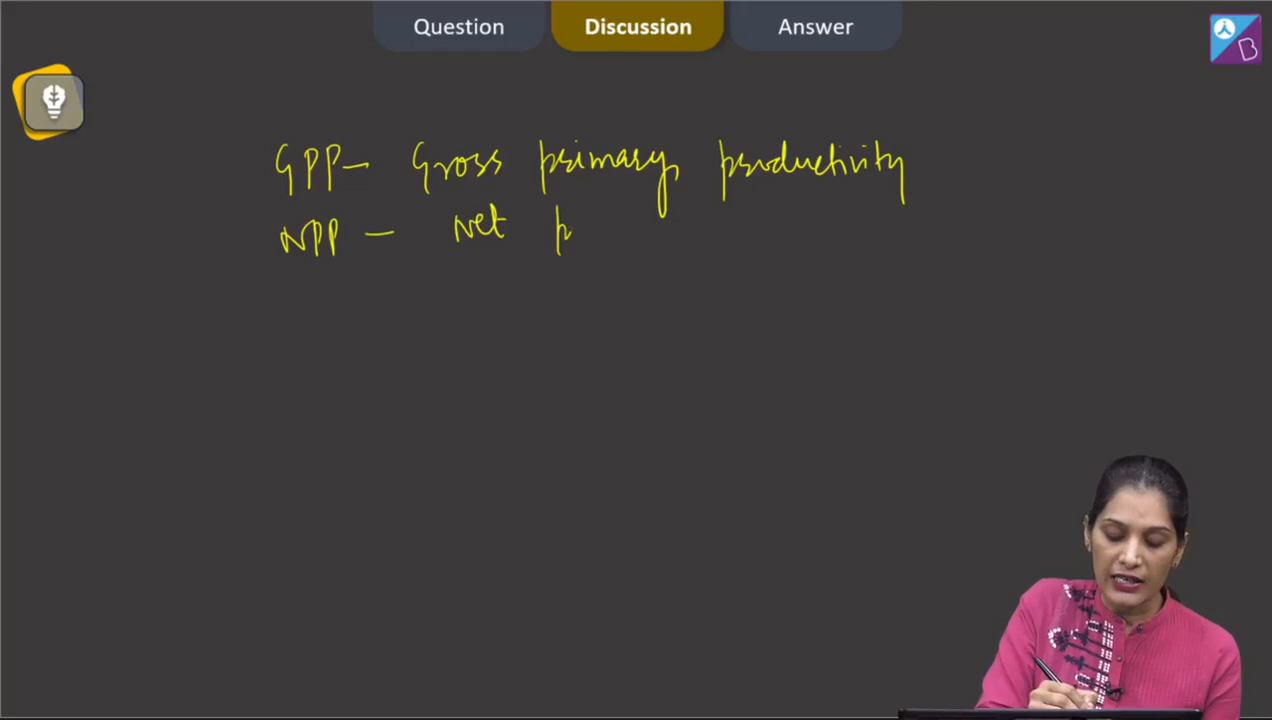 Question Discussion Answer
GPP- Gross primary productivity
NPP - Net p